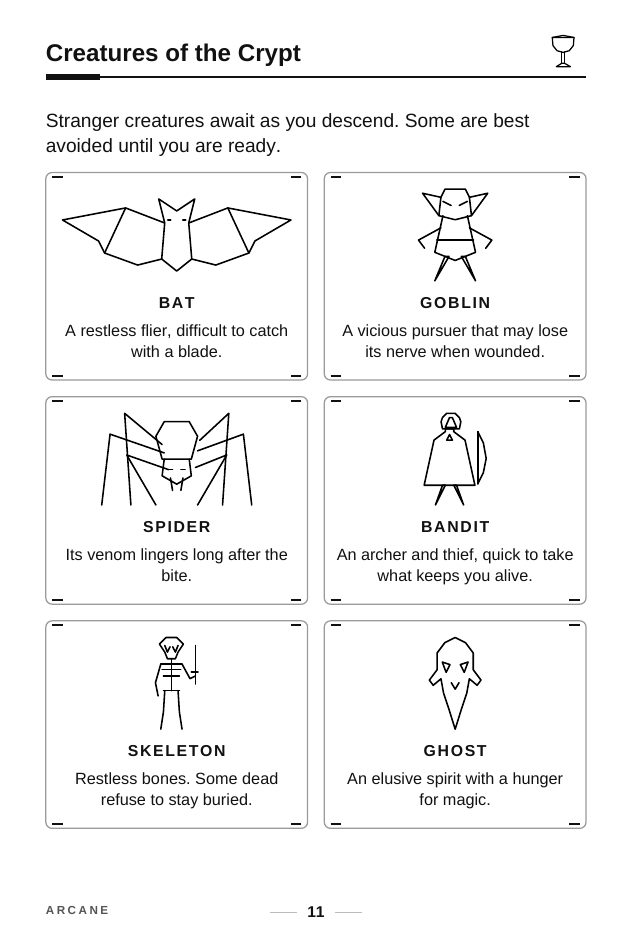 Creatures of the Crypt
Stranger creatures await as you descend. Some are best
avoided until you are ready.
BAT
A restless flier, difficult to catch
with a blade.
GOBLIN
A vicious pursuer that may lose
its nerve when wounded.
SPIDER
Its venom lingers long after the
bite.
BANDIT
An archer and thief, quick to take
what keeps you alive.
SKELETON
Restless bones. Some dead
refuse to stay buried.
GHOST
An elusive spirit with a hunger
for magic.
ARCANE
11